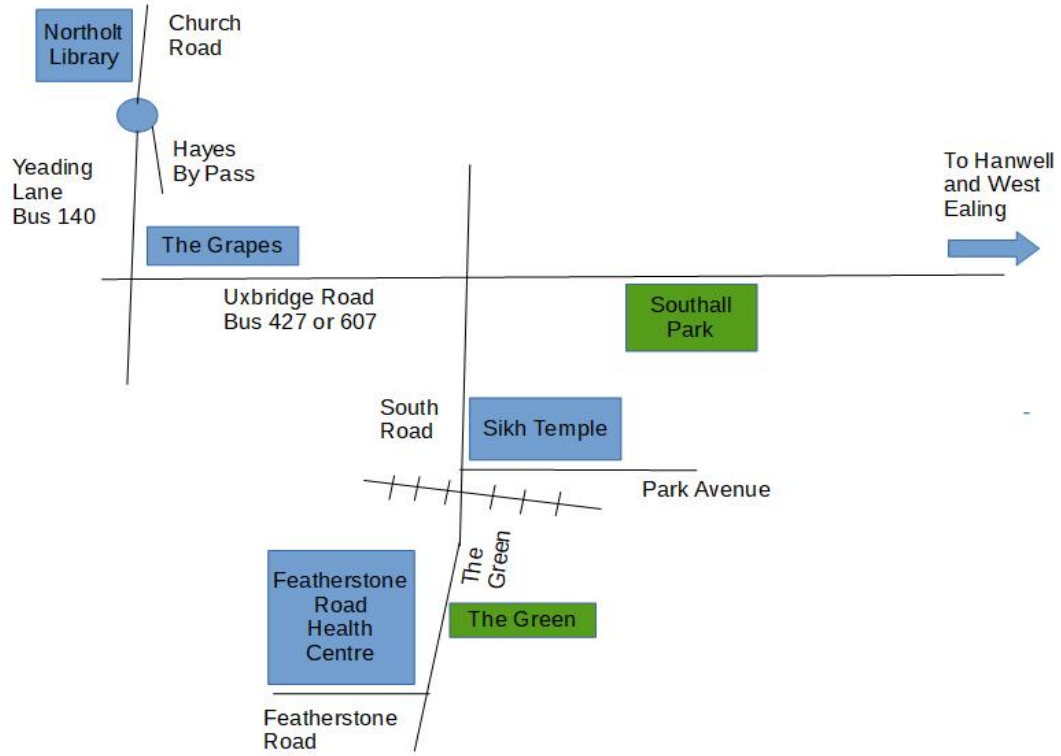 Northolt
Library
Church
Road
Hayes
By Pass
Yeading
Lane
Bus 140
To Hanwell
and West
Ealing
The Grapes
Uxbridge Road
Bus 427 or 607
Southall
Park
South
Road
Sikh Temple
Park Avenue
The
Green
Featherstone
Road
Health
Centre
The Green
Featherstone
Road